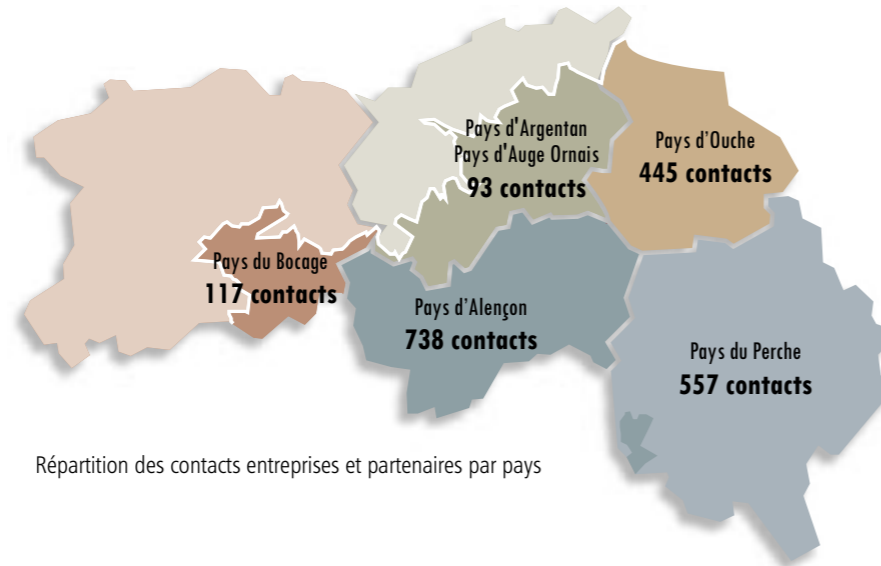 Pays d'Argentan
Pays d'Auge Ornais
93 contacts
Pays d’Ouche
445 contacts
Pays du Bocage
117 contacts
Pays d’Alençon
738 contacts
Pays du Perche
557 contacts
Répartition des contacts entreprises et partenaires par pays